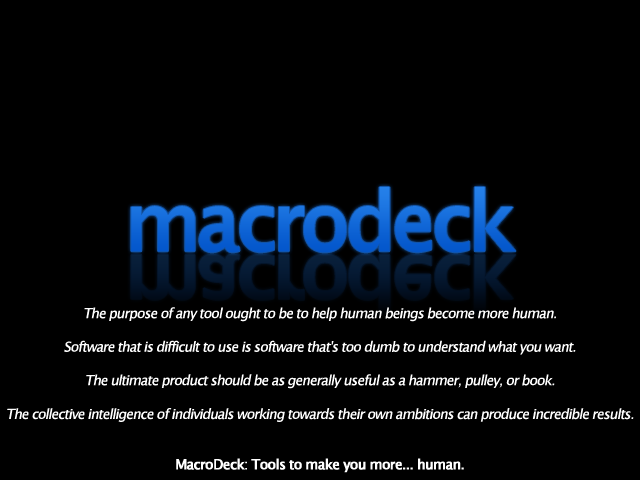 macrodeck
The purpose of any tool ought to be to help human beings become more human.
Software that is difficult to use is software that's too dumb to understand what you want.
The ultimate product should be as generally useful as a hammer, pulley, or book.
The collective intelligence of individuals working towards their own ambitions can produce incredible results.
MacroDeck: Tools to make you more... human.